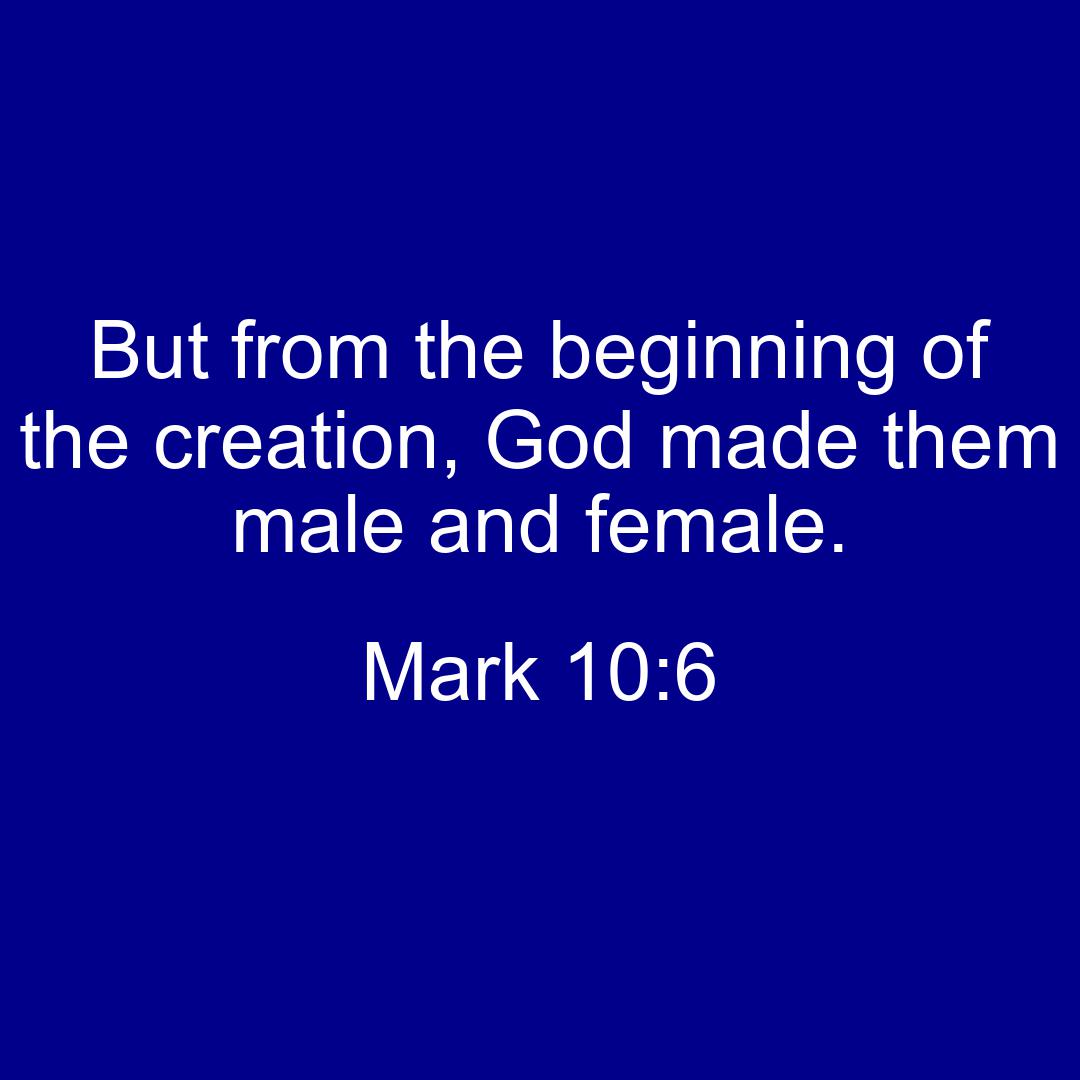 But from the beginning of
the creation, God made them
male and female.
Mark 10:6